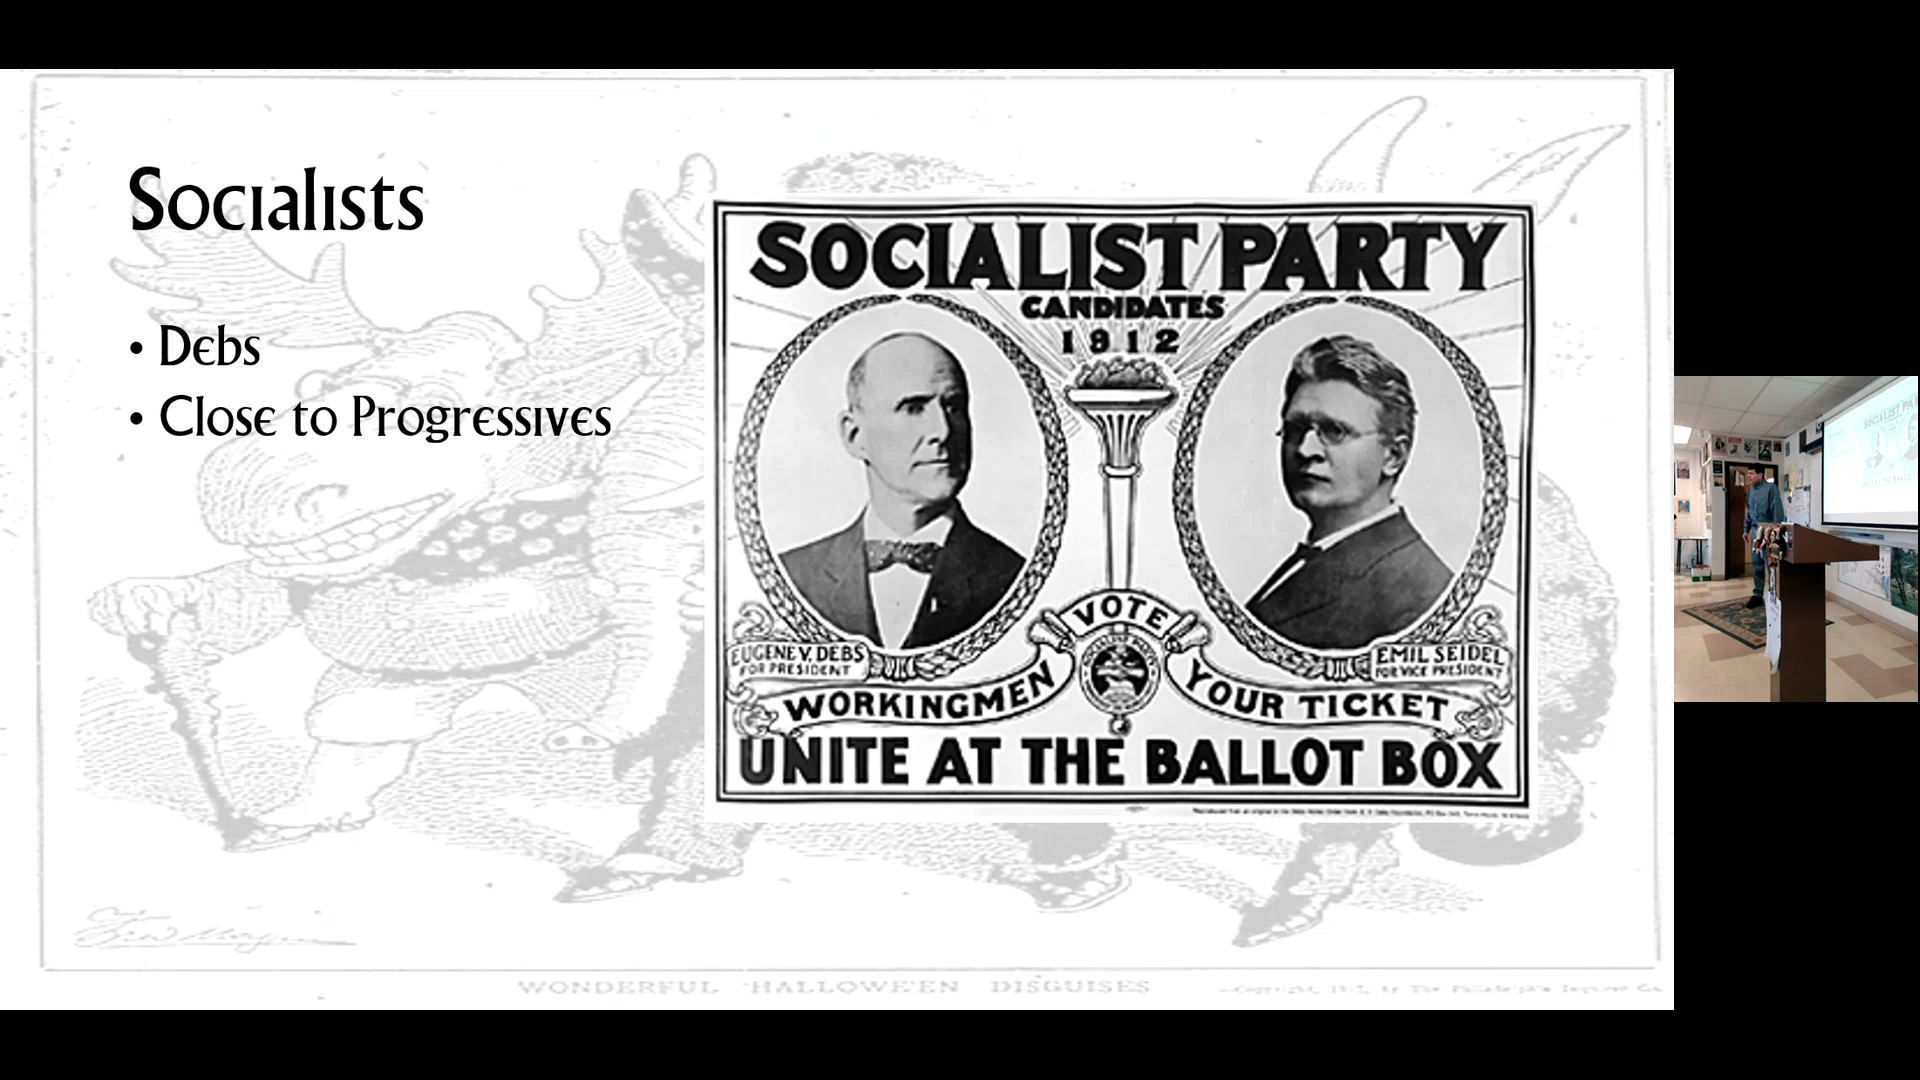 Socialists
• Debs
• Close to Progressives
SOCIALIST PARTY
CANDIDATES
1912
VOTE
EUGENE V. DEBS
FOR PRESIDENT
EMIL SEIDEL
FOR VICE PRESIDENT
WORKINGMEN
YOUR TICKET
UNITE AT THE BALLOT BOX
WONDERFUL HALLOWE'EN DISGUISES